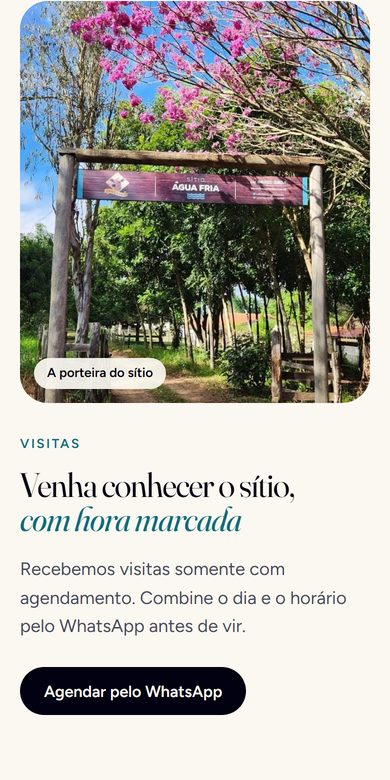 SÍTIO
ÁGUA FRIA
A porteira do sítio
VISITAS
Venha conhecer o sítio,
com hora marcada
Recebemos visitas somente com
agendamento. Combine o dia e o horário
pelo WhatsApp antes de vir.
Agendar pelo WhatsApp